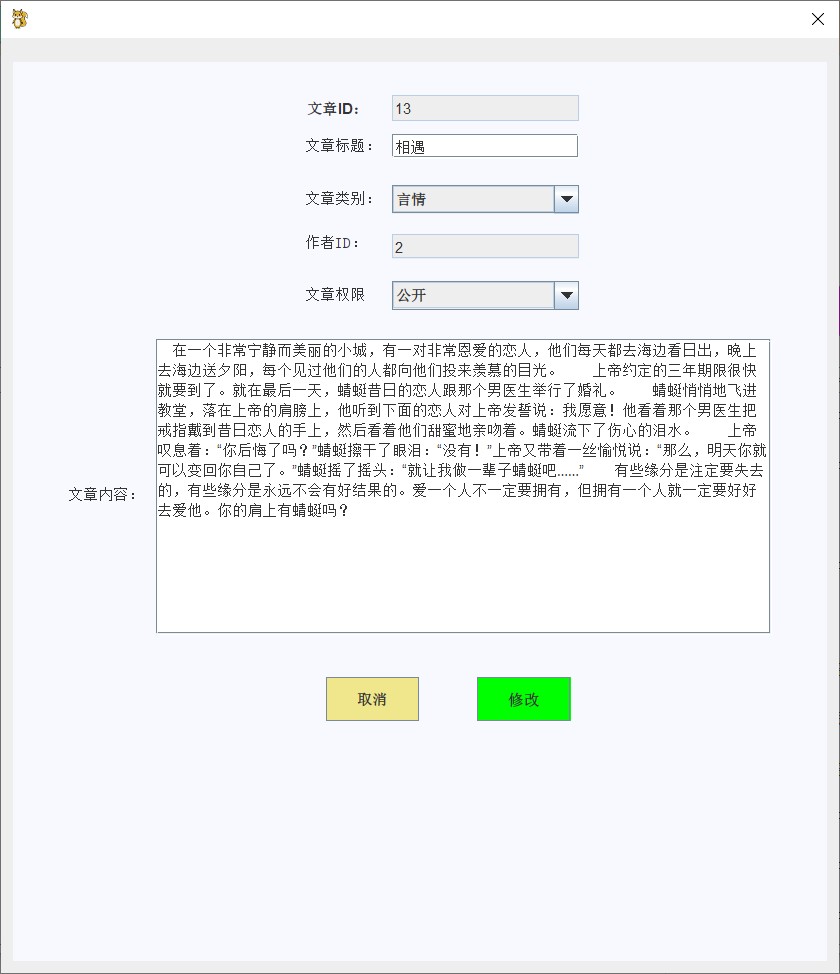 文章ID： 13
文章标题： 相遇
文章类别： 言情
作者ID： 2
文章权限 公开
文章内容：
在一个非常宁静而美丽的小城，有一对非常恩爱的恋人，他们每天都去海边看日出，晚上
去海边送夕阳，每个见过他们的人都向他们投来羡慕的目光。 上帝约定的三年期限很快
就要到了。就在最后一天，蜻蜓昔日的恋人跟那个男医生举行了婚礼。 蜻蜓悄悄地飞进
教堂，落在上帝的肩膀上，他听到下面的恋人对上帝发誓说：我愿意！他看着那个男医生把
戒指戴到昔日恋人的手上，然后看着他们甜蜜地亲吻着。蜻蜓流下了伤心的泪水。 上帝
叹息着：“你后悔了吗？”蜻蜓擦干了眼泪：“没有！”上帝又带着一丝愉悦说：“那么，明天你就
可以变回你自己了。”蜻蜓摇了摇头：“就让我做一辈子蜻蜓吧......” 有些缘分是注定要失去
的，有些缘分是永远不会有好结果的。爱一个人不一定要拥有，但拥有一个人就一定要好好
去爱他。你的肩上有蜻蜓吗？
取消 修改